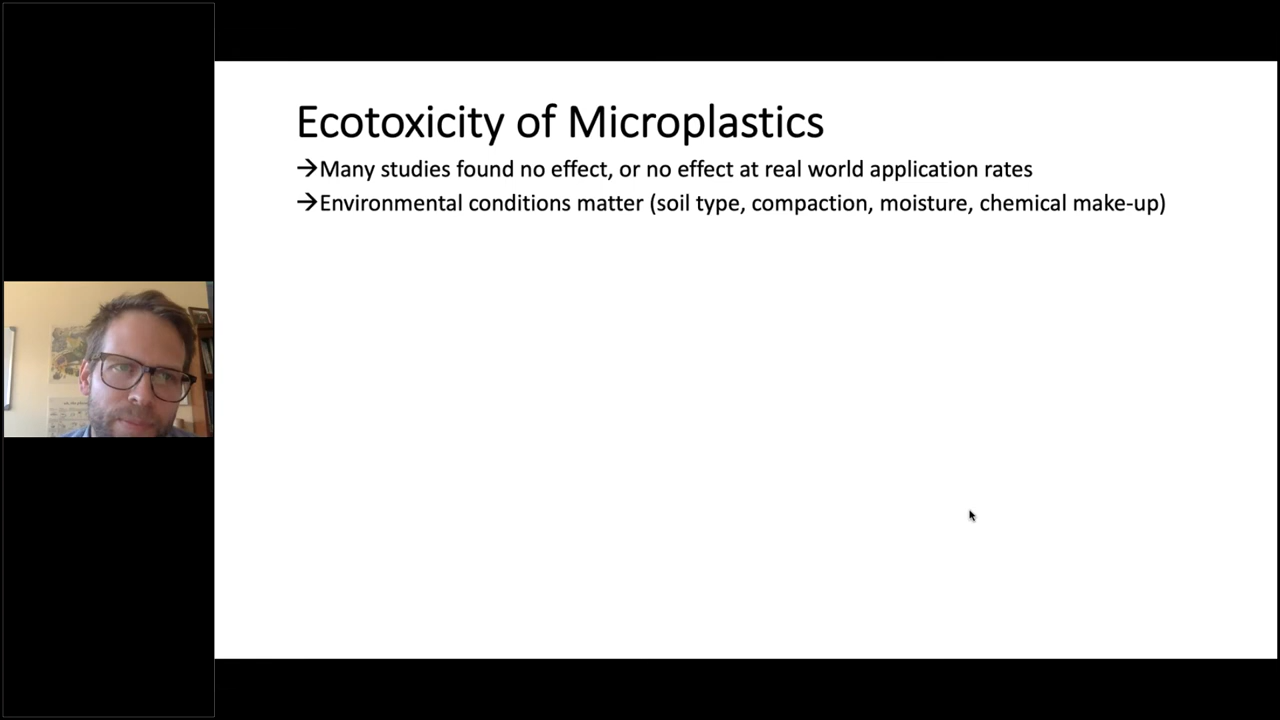 Ecotoxicity of Microplastics
→Many studies found no effect, or no effect at real world application rates
→Environmental conditions matter (soil type, compaction, moisture, chemical make-up)